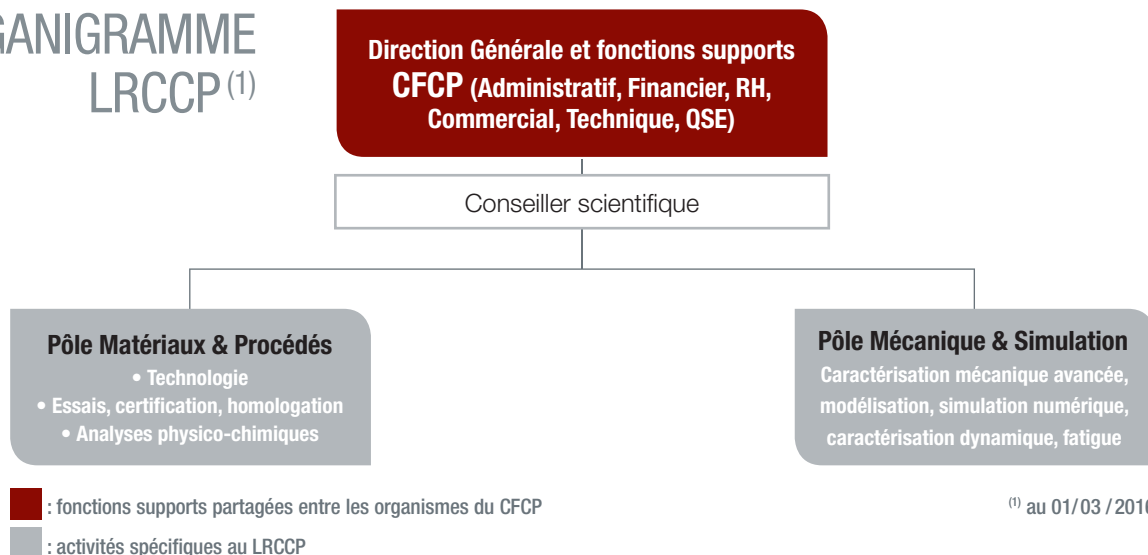 GANIGRAMME
LRCCP (1)
Direction Générale et fonctions supports
CFCP (Administratif, Financier, RH,
Commercial, Technique, QSE)
Conseiller scientifique
Pôle Matériaux & Procédés
• Technologie
• Essais, certification, homologation
• Analyses physico-chimiques
Pôle Mécanique & Simulation
Caractérisation mécanique avancée,
modélisation, simulation numérique,
caractérisation dynamique, fatigue
: fonctions supports partagées entre les organismes du CFCP
: activités spécifiques au LRCCP
(1) au 01/03/2016